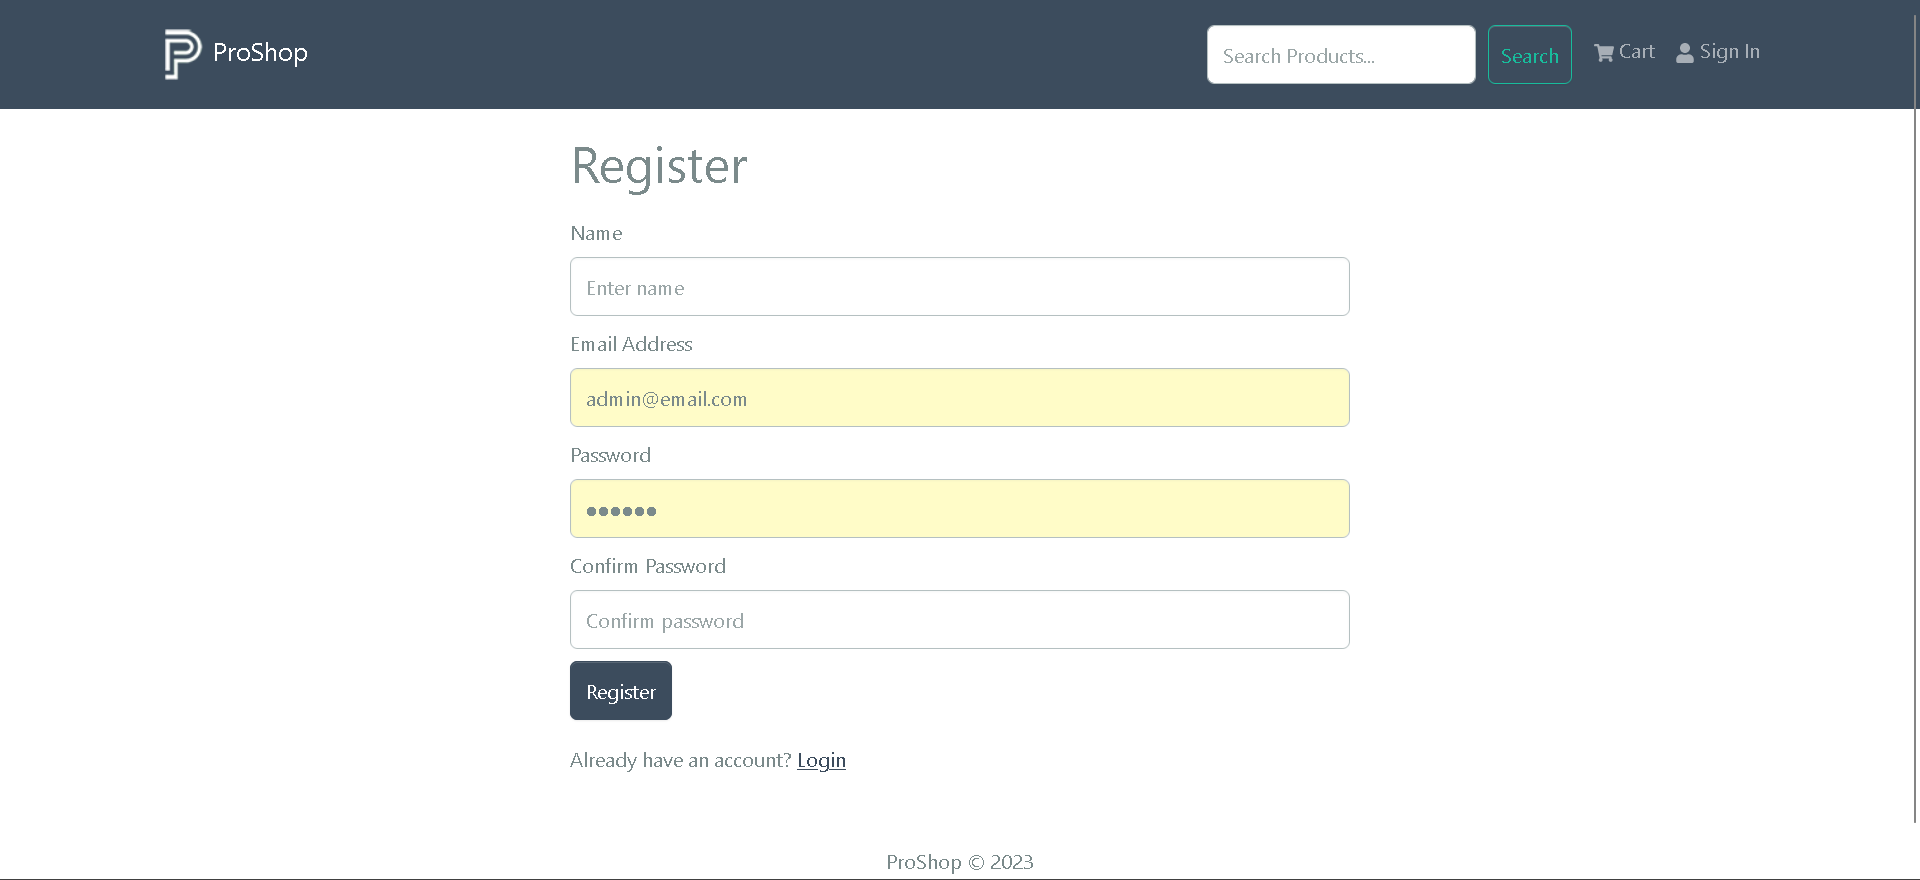 ProShop
Search Products...
Search
Cart
Sign In
Register
Name
Enter name
Email Address
admin@email.com
Password
••••••
Confirm Password
Confirm password
Register
Already have an account? Login
ProShop © 2023